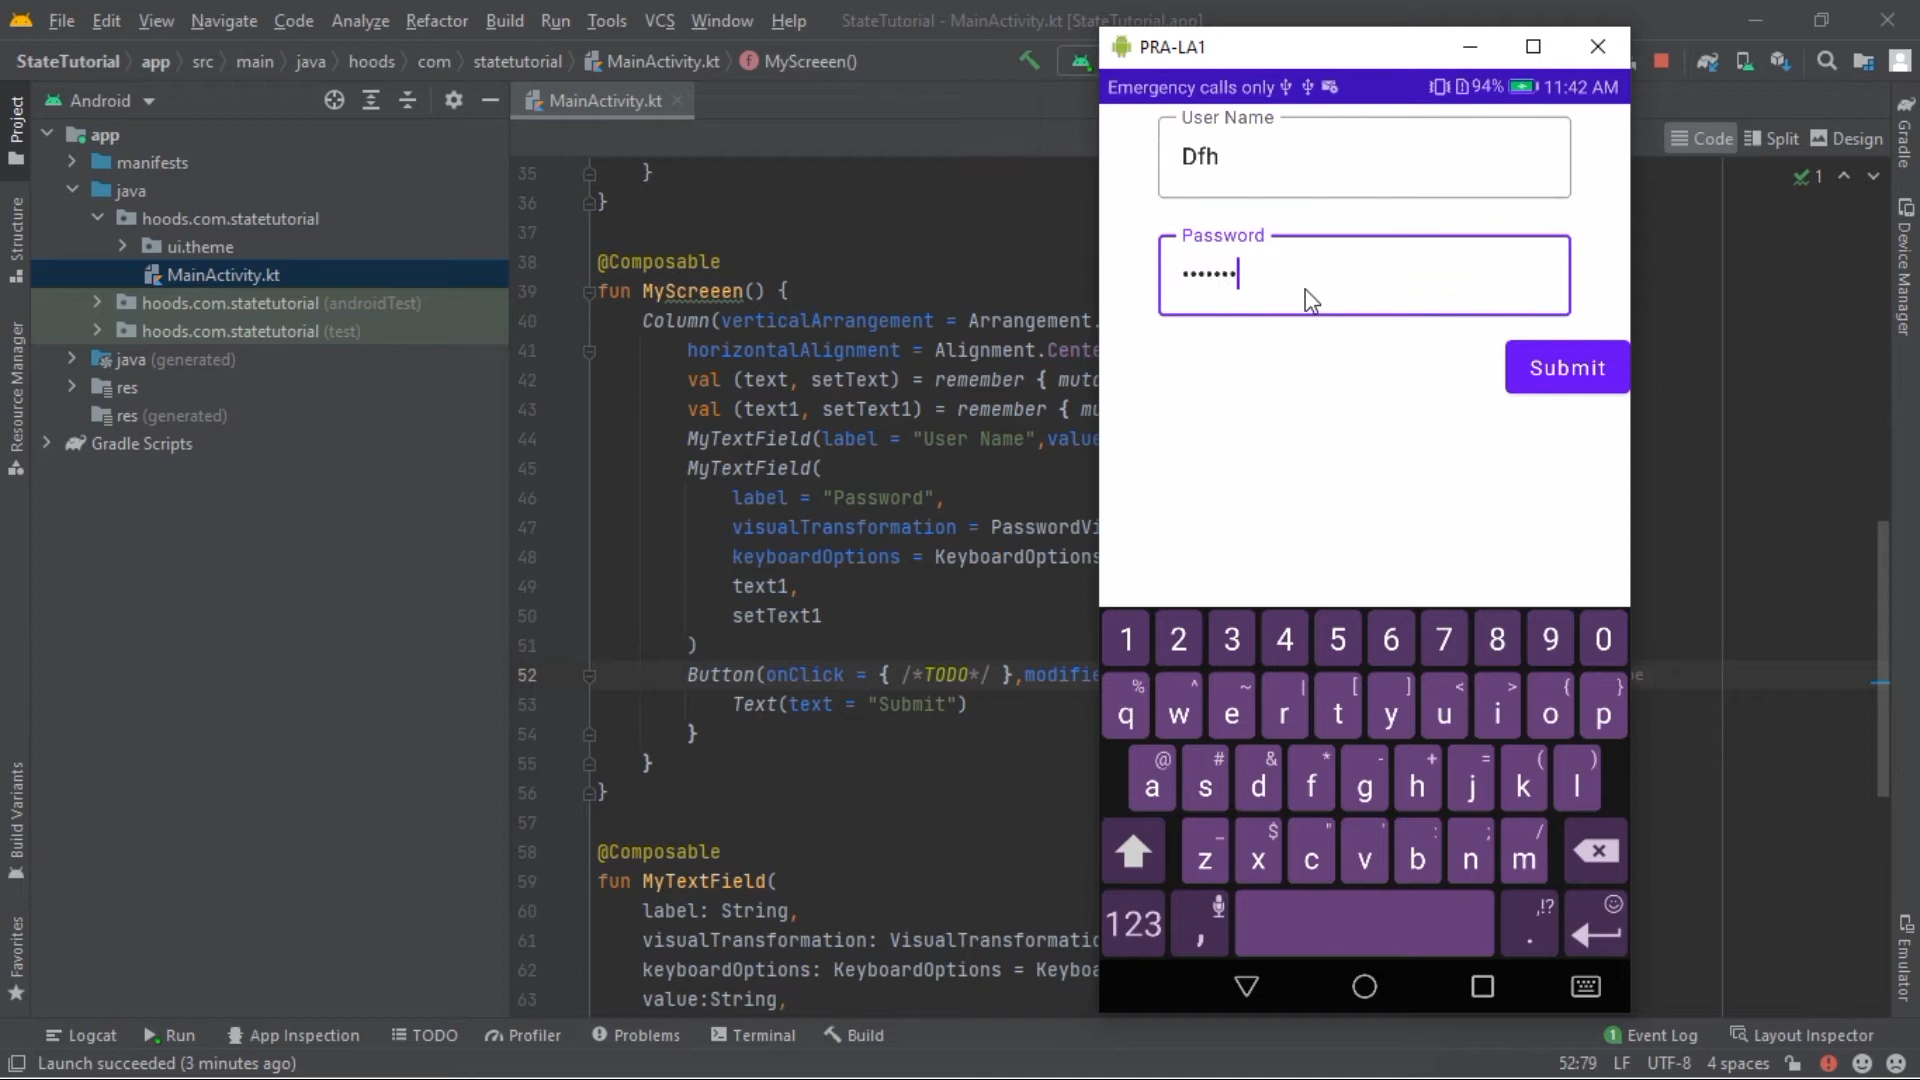 File Edit View Navigate Code Analyze Refactor Build Run Tools VCS Window Help StateTutorial - MainActivity.kt [StateTutorial.app]
StateTutorial app src main java hoods com statetutorial MainActivity.kt MyScreeen()
Android
MainActivity.kt
Code Split Design
1
Project
Structure
Resource Manager
Build Variants
Favorites
app
manifests
java
hoods.com.statetutorial
ui.theme
MainActivity.kt
hoods.com.statetutorial (androidTest)
hoods.com.statetutorial (test)
java (generated)
res
res (generated)
Gradle Scripts
35 }
36 }
37
38 @Composable
39 fun MyScreeen() {
40 Column(verticalArrangement = Arrangement.
41 horizontalAlignment = Alignment.Cente
42 val (text, setText) = remember { muta
43 val (text1, setText1) = remember { mu
44 MyTextField(label = "User Name",value
45 MyTextField(
46 label = "Password",
47 visualTransformation = PasswordVi
48 keyboardOptions = KeyboardOptions
49 text1,
50 setText1
51 )
52 Button(onClick = { /*TODO*/ },modifie
53 Text(text = "Submit")
54 }
55 }
56 }
57
58 @Composable
59 fun MyTextField(
60 label: String,
61 visualTransformation: VisualTransformatio
62 keyboardOptions: KeyboardOptions = Keyboa
63 value:String,
PRA-LA1
Emergency calls only 94% 11:42 AM
User Name
Dfh
Password
•••••••
Submit
1 2 3 4 5 6 7 8 9 0
% ^ ~ | [ ] < > { }
q w e r t y u i o p
@ # & * - + = ( )
a s d f g h j k l
_ $ " ' : ; /
z x c v b n m
,!?
123 , .
Gradle
Device Manager
Emulator
Logcat Run App Inspection TODO Profiler Problems Terminal Build 1 Event Log Layout Inspector
Launch succeeded (3 minutes ago) 52:79 LF UTF-8 4 spaces